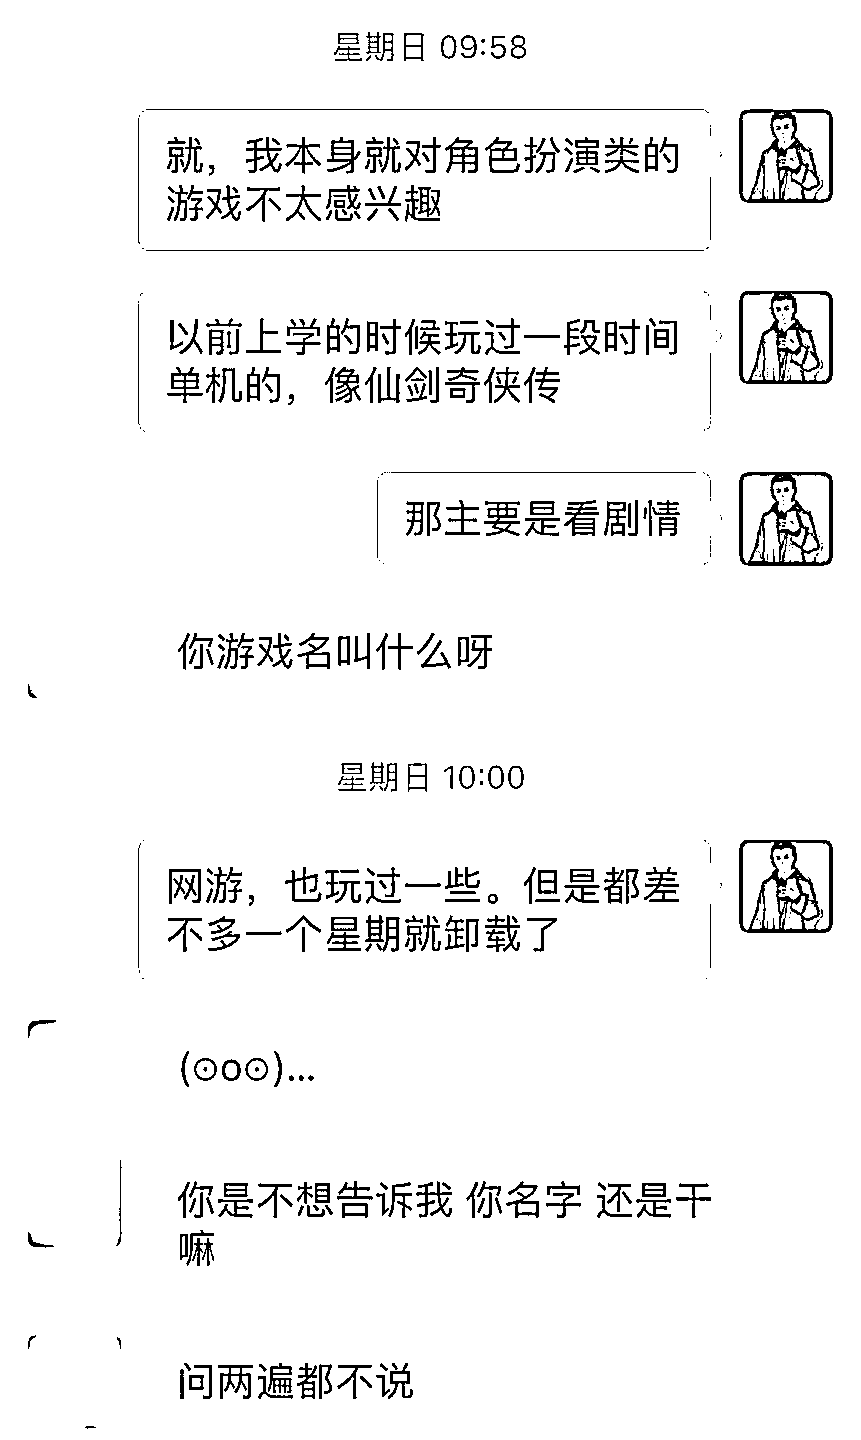 星期日 09:58
就，我本身就对角色扮演类的
游戏不太感兴趣
以前上学的时候玩过一段时间
单机的，像仙剑奇侠传
那主要是看剧情
你游戏名叫什么呀
星期日 10:00
网游，也玩过一些。但是都差
不多一个星期就卸载了
(⊙o⊙)…
你是不想告诉我 你名字 还是干
嘛
问两遍都不说